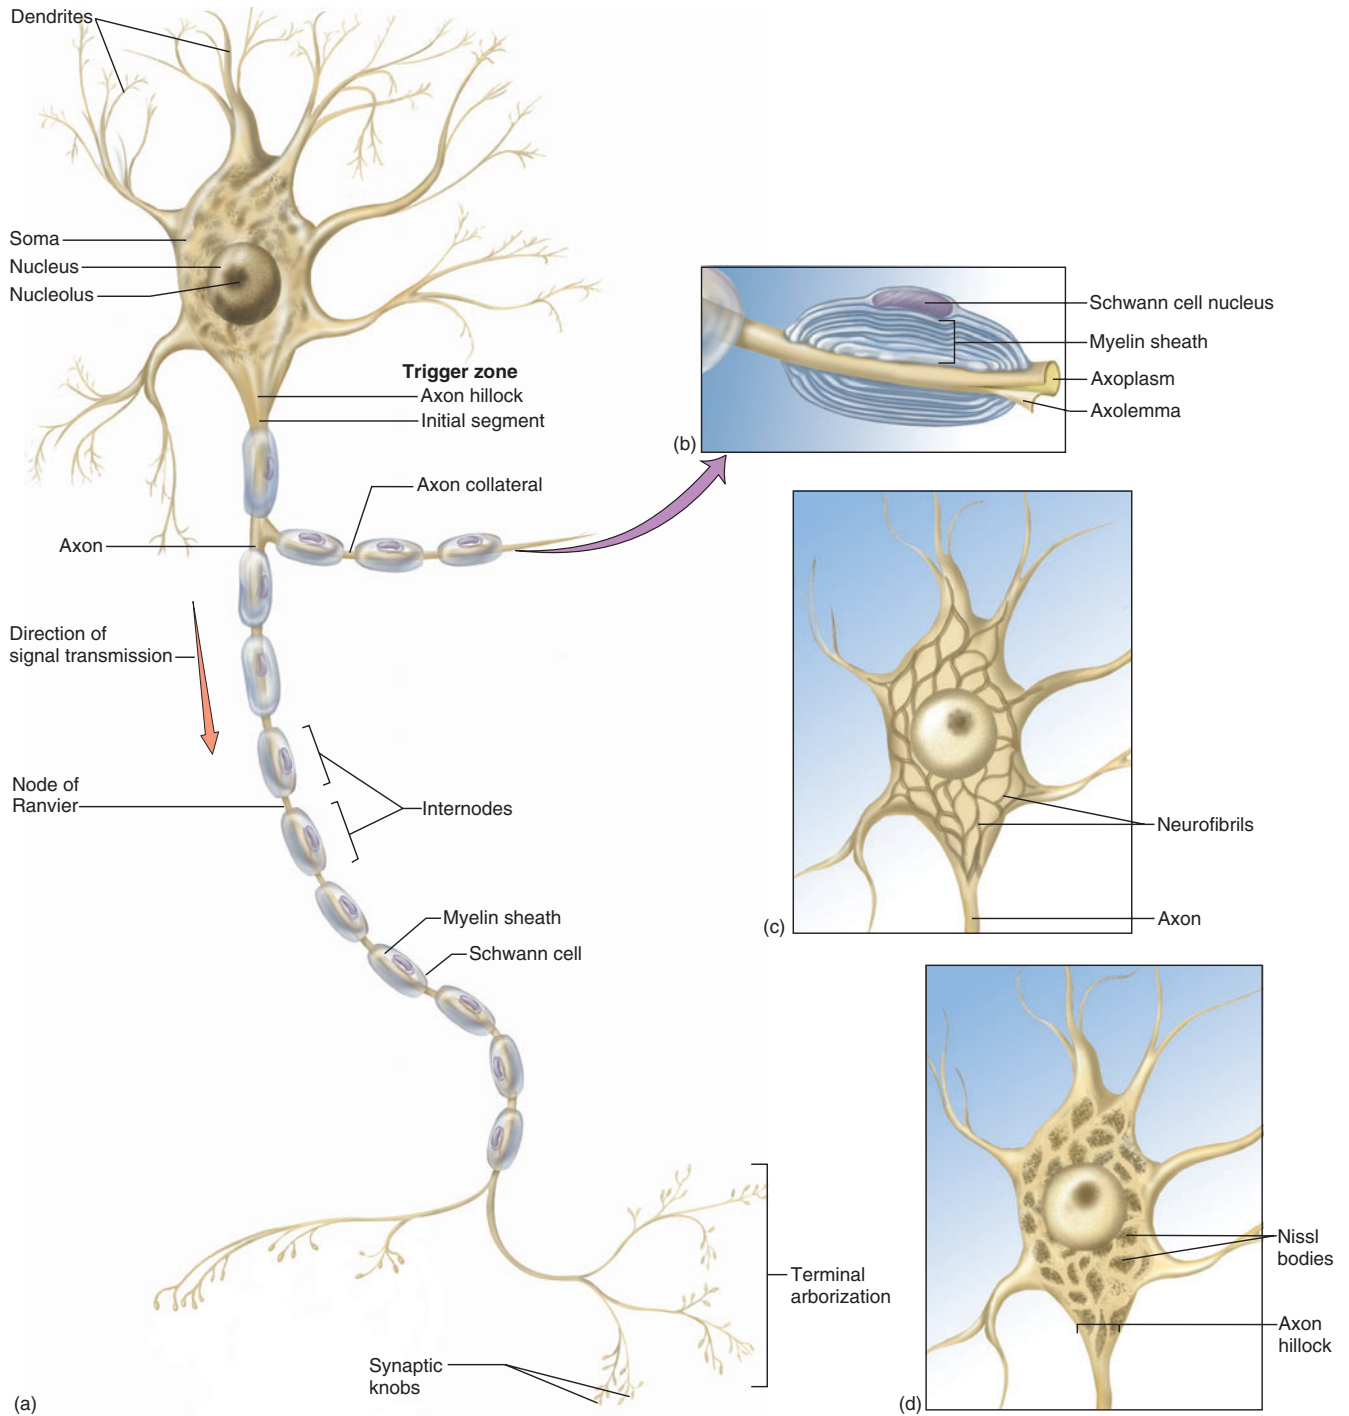 Dendrites
Soma
Nucleus
Nucleolus
Trigger zone
Axon hillock
Initial segment
Axon collateral
Axon
Direction of
signal transmission
Node of
Ranvier
Internodes
Myelin sheath
Schwann cell
Terminal
arborization
Synaptic
knobs
(a)
Schwann cell nucleus
Myelin sheath
Axoplasm
Axolemma
(b)
Neurofibrils
Axon
(c)
Nissl
bodies
Axon
hillock
(d)